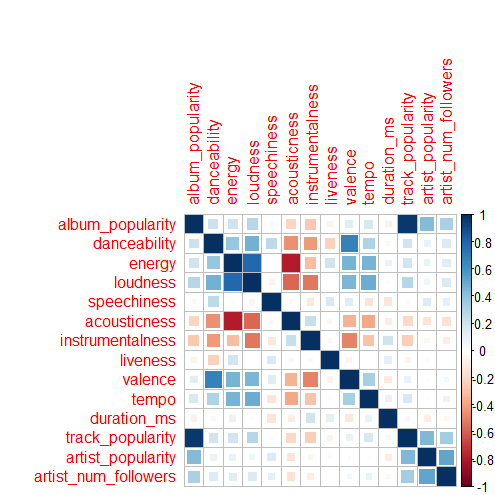 album_popularity
danceability
energy
loudness
speechiness
acousticness
instrumentalness
liveness
valence
tempo
duration_ms
track_popularity
artist_popularity
artist_num_followers
album_popularity
danceability
energy
loudness
speechiness
acousticness
instrumentalness
liveness
valence
tempo
duration_ms
track_popularity
artist_popularity
artist_num_followers
1
0.8
0.6
0.4
0.2
0
-0.2
-0.4
-0.6
-0.8
-1